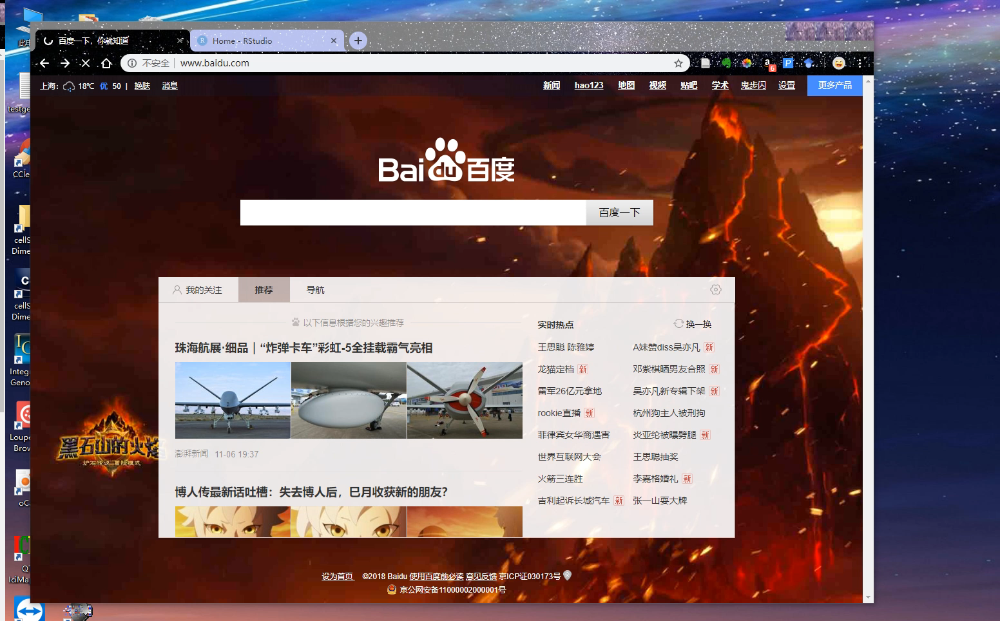 此电
百度一下，你就知道
Home - RStudio
不安全
www.baidu.com
6
上海：
18℃
优
50
|
换肤
消息
新闻
hao123
地图
视频
贴吧
学术
鬼步闪
设置
更多产品
testge
CCle
cellS
Dime
cellS
Dime
Integ
Geno
Loupe
Brow
oCa
QT
IciMa
Bai du 百度
百度一下
我的关注
推荐
导航
以下信息根据您的兴趣推荐
珠海航展·细品｜“炸弹卡车”彩虹-5全挂载霸气亮相
澎湃新闻 11-06 19:37
博人传最新话吐槽：失去博人后，巳月收获新的朋友？
实时热点
换一换
王思聪 陈雅婷
A妹赞diss吴亦凡 新
龙猫定档 新
邓紫棋晒男友合照 新
雷军26亿元拿地
吴亦凡新专辑下架 新
rookie直播 新
杭州狗主人被刑拘
菲律宾女华商遇害
炎亚纶被曝劈腿 新
世界互联网大会
王思聪抽奖
火箭三连胜
李嘉格婚礼 新
吉利起诉长城汽车 新
张一山耍大牌
黑石山的火焰
炉石传说 冒险模式
设为首页 ©2018 Baidu 使用百度前必读 意见反馈 京ICP证030173号
京公网安备11000002000001号